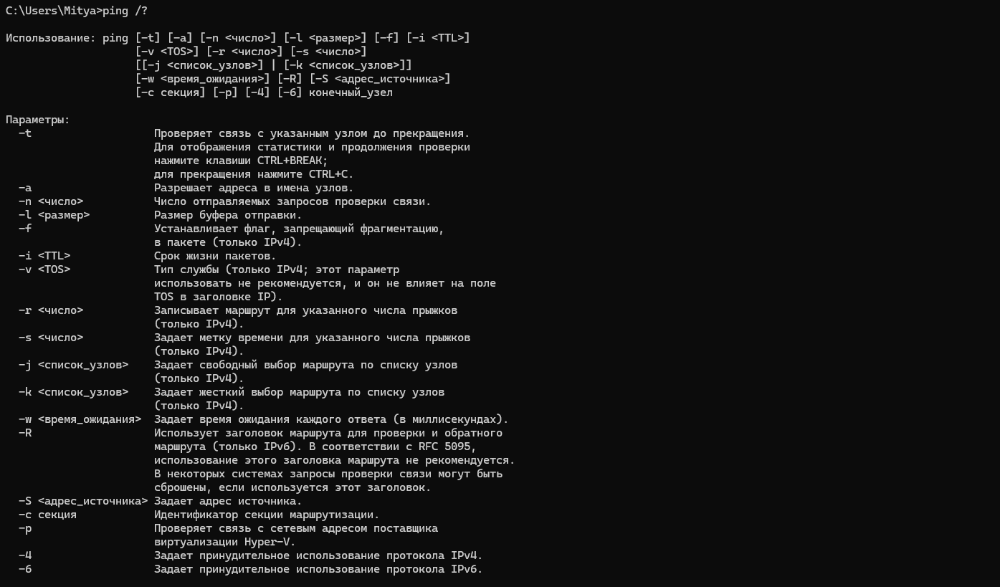 C:\Users\Mitya>ping /?

Использование: ping [-t] [-a] [-n <число>] [-l <размер>] [-f] [-i <TTL>]
                    [-v <TOS>] [-r <число>] [-s <число>]
                    [[-j <список_узлов>] | [-k <список_узлов>]]
                    [-w <время_ожидания>] [-R] [-S <адрес_источника>]
                    [-c секция] [-p] [-4] [-6] конечный_узел

Параметры:
  -t                   Проверяет связь с указанным узлом до прекращения.
                       Для отображения статистики и продолжения проверки
                       нажмите клавиши CTRL+BREAK;
                       для прекращения нажмите CTRL+C.
  -a                   Разрешает адреса в имена узлов.
  -n <число>           Число отправляемых запросов проверки связи.
  -l <размер>          Размер буфера отправки.
  -f                   Устанавливает флаг, запрещающий фрагментацию,
                       в пакете (только IPv4).
  -i <TTL>             Срок жизни пакетов.
  -v <TOS>             Тип службы (только IPv4; этот параметр
                       использовать не рекомендуется, и он не влияет на поле
                       TOS в заголовке IP).
  -r <число>           Записывает маршрут для указанного числа прыжков
                       (только IPv4).
  -s <число>           Задает метку времени для указанного числа прыжков
                       (только IPv4).
  -j <список_узлов>    Задает свободный выбор маршрута по списку узлов
                       (только IPv4).
  -k <список_узлов>    Задает жесткий выбор маршрута по списку узлов
                       (только IPv4).
  -w <время_ожидания>  Задает время ожидания каждого ответа (в миллисекундах).
  -R                   Использует заголовок маршрута для проверки и обратного
                       маршрута (только IPv6). В соответствии с RFC 5095,
                       использование этого заголовка маршрута не рекомендуется.
                       В некоторых системах запросы проверки связи могут быть
                       сброшены, если используется этот заголовок.
  -S <адрес_источника> Задает адрес источника.
  -c секция            Идентификатор секции маршрутизации.
  -p                   Проверяет связь с сетевым адресом поставщика
                       виртуализации Hyper-V.
  -4                   Задает принудительное использование протокола IPv4.
  -6                   Задает принудительное использование протокола IPv6.